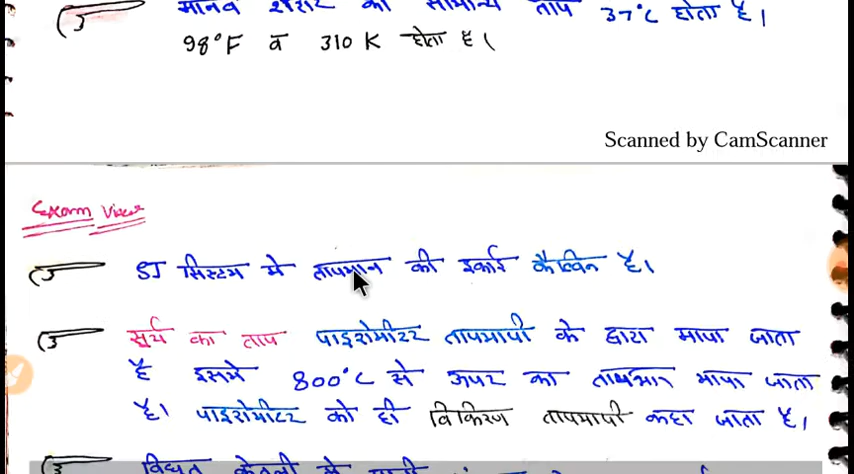 मानव शरीर का सामान्य ताप 37°C होता है।
98°F व 310 K होता है।
Scanned by CamScanner
Exam View
SI सिस्टम मे तापमान की इकाई कैल्विन है।
सूर्य का ताप पाइरोमीटर तापमापी के द्वारा मापा जाता
है इसमे 800°C से ऊपर का तापमान मापा जाता
है। पाइरोमीटर को ही विकिरण तापमापी कहा जाता है।
विद्युत केतली मे पानी